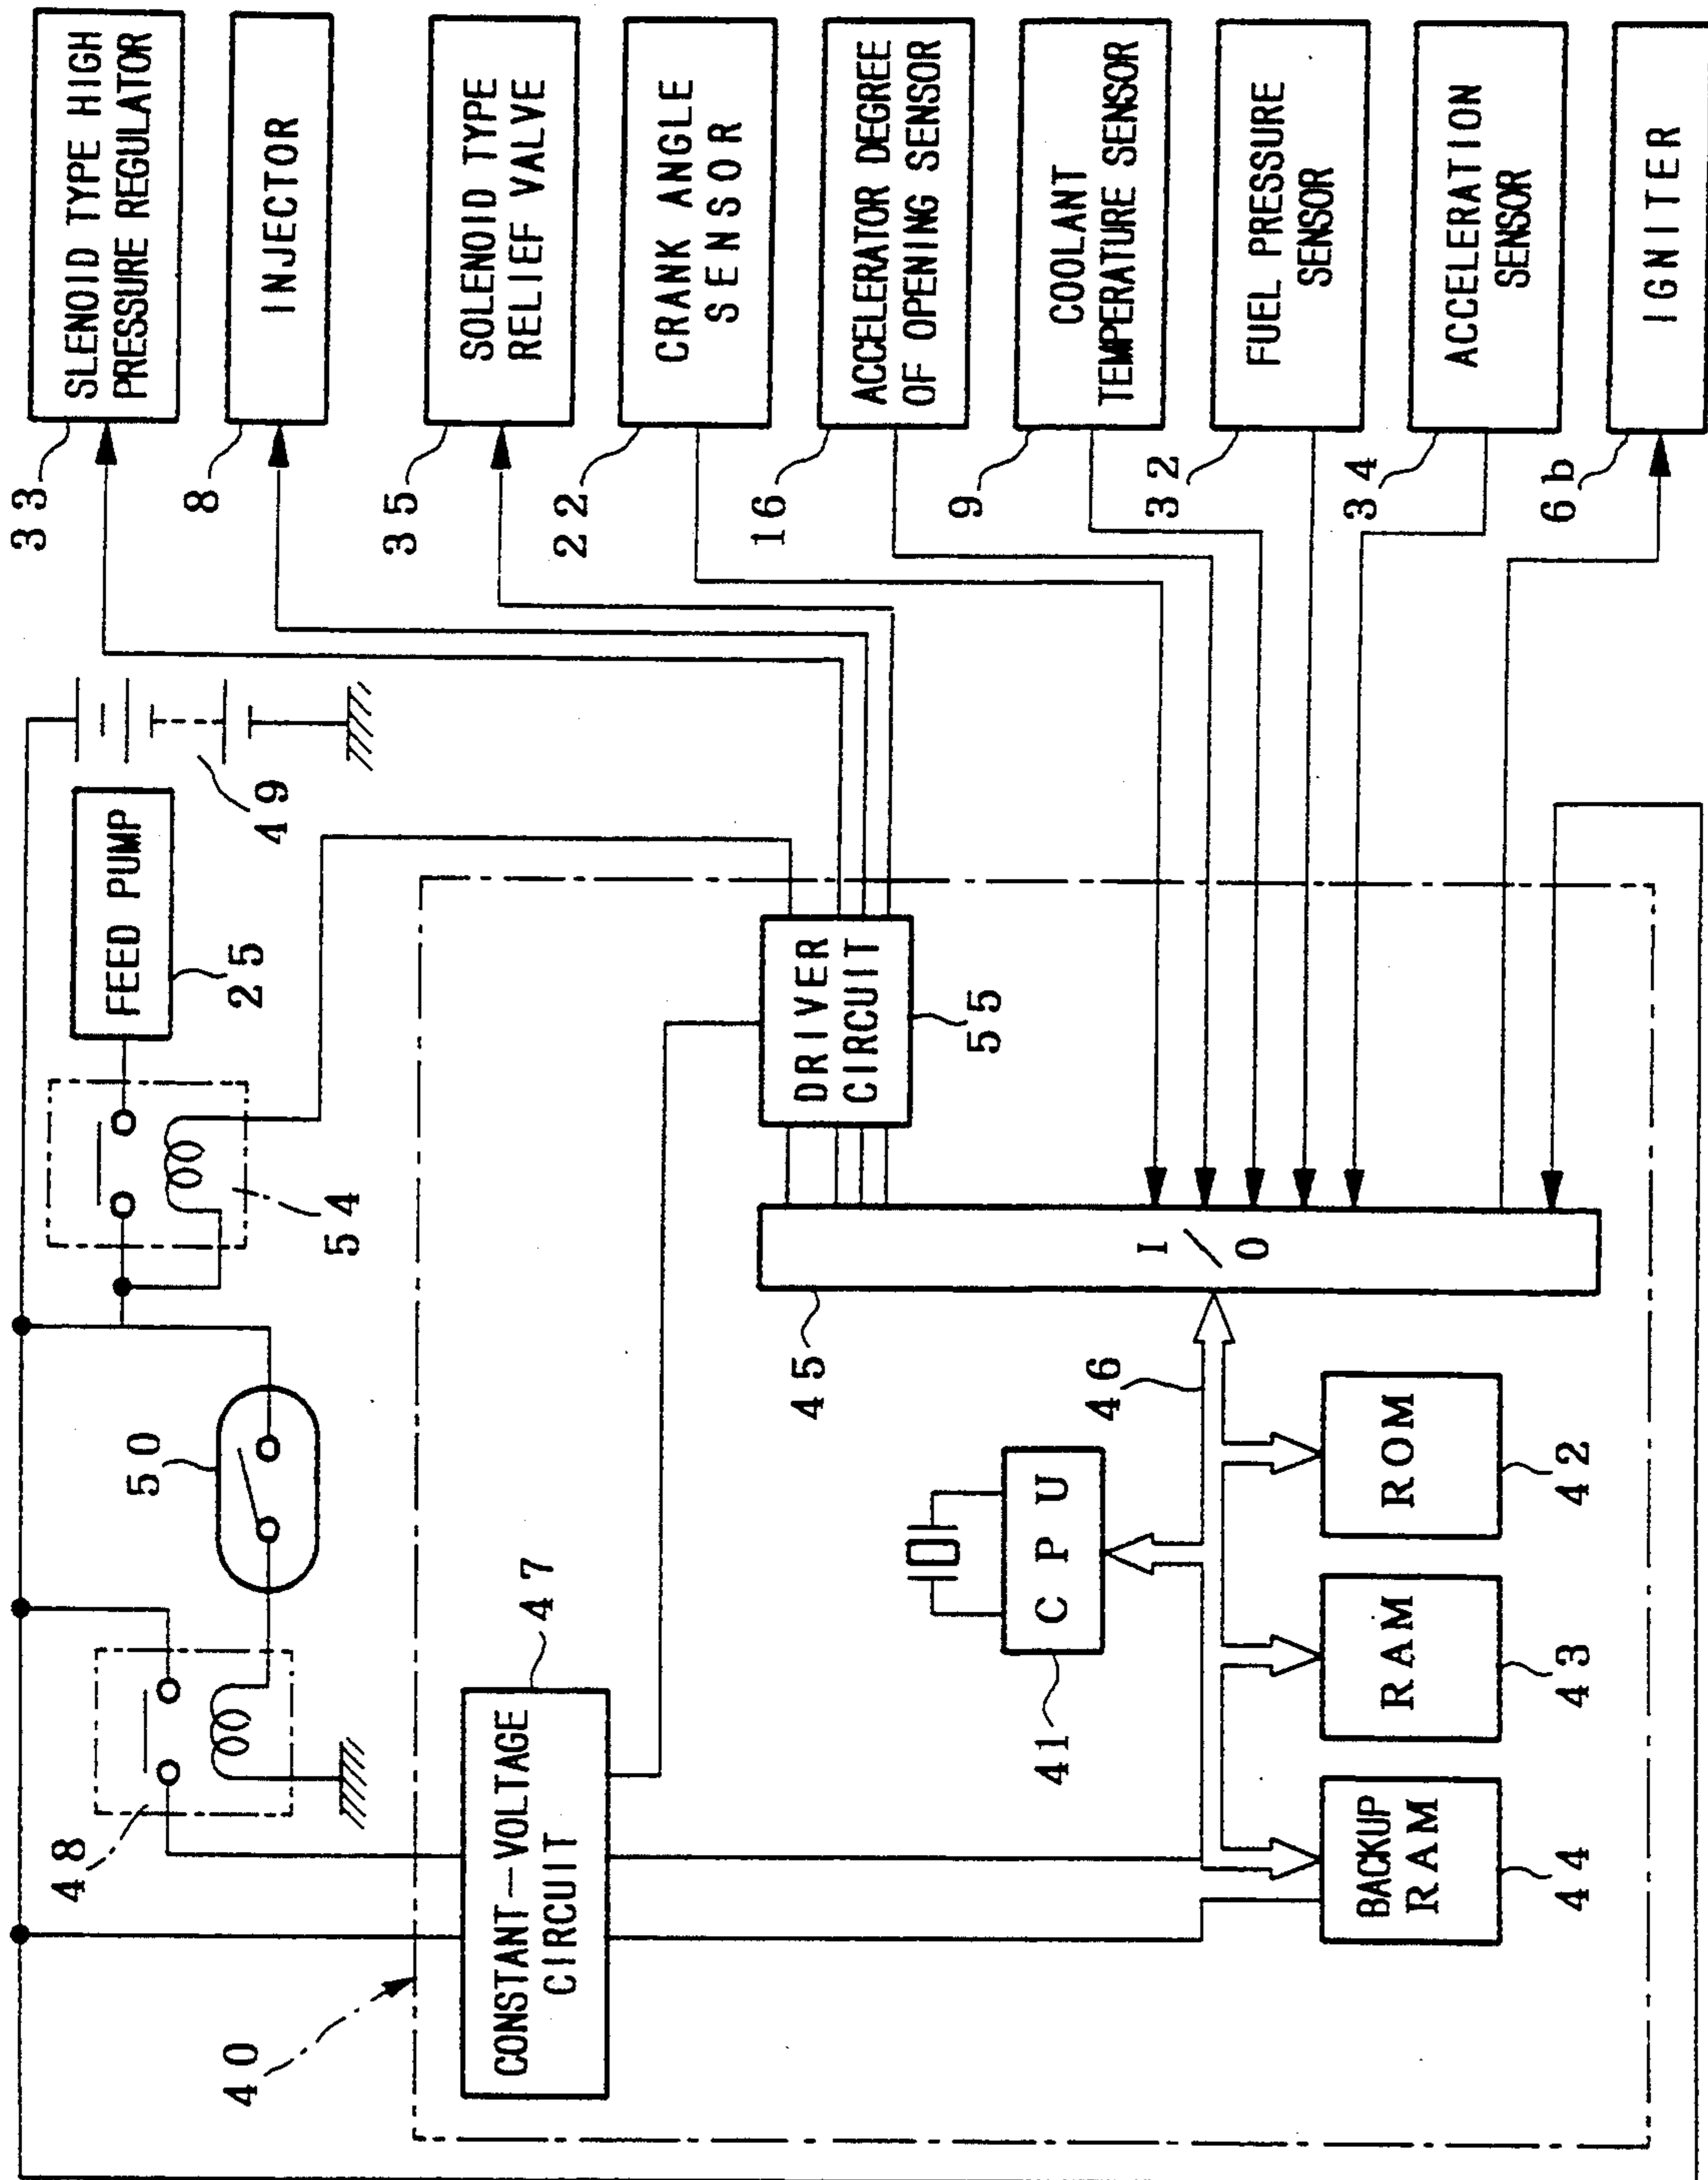 33
SLENOID TYPE HIGH
PRESSURE REGULATOR
8
INJECTOR
35
SOLENOID TYPE
RELIEF VALVE
22
CRANK ANGLE
SENSOR
16
ACCELERATOR DEGREE
OF OPENING SENSOR
9
COOLANT
TEMPERATURE SENSOR
32
FUEL PRESSURE
SENSOR
34
ACCELERATION
SENSOR
6b
IGNITER
49
FEED PUMP
25
54
50
48
DRIVER
CIRCUIT
55
47
CONSTANT-VOLTAGE
CIRCUIT
40
I/O
45
46
CPU
41
ROM
42
RAM
43
BACKUP
RAM
44